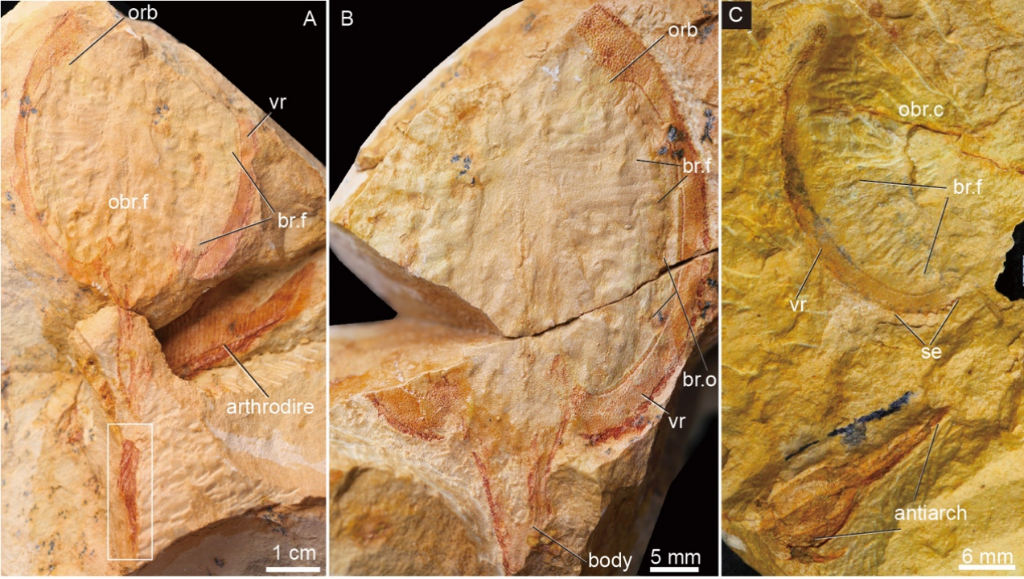 A
orb
vr
obr.f
br.f
arthrodire
1 cm
B
orb
br.f
br.o
vr
body
5 mm
C
obr.c
br.f
vr
se
antiarch
6 mm